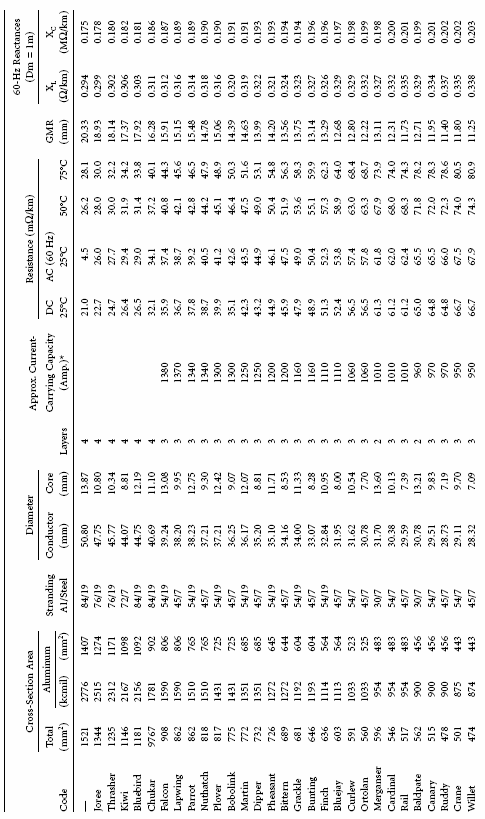 Cross-Section Area Diameter Approx. Current- Resistance (mΩ/km) 60-Hz Reactances
Total Aluminum Stranding Conductor Core Carrying Capacity DC AC (60 Hz) GMR (Dm = 1m) X_L X_C
Code (mm²) (kcmil) (mm²) A1/Steel (mm) (mm) Layers (Amp.)* 25°C 25°C 50°C 75°C (mm) (Ω/km) (MΩ/km)
— 1521 2776 1407 84/19 50.80 13.87 4 21.0 4.5 26.2 28.1 20.33 0.294 0.175
Joree 1344 2515 1274 76/19 47.75 10.80 4 22.7 26.0 28.0 30.0 18.93 0.299 0.178
Thrasher 1235 2312 1171 76/19 45.77 10.34 4 24.7 27.7 30.0 32.2 18.14 0.302 0.180
Kiwi 1146 2167 1098 72/7 44.07 8.81 4 26.4 29.4 31.9 34.2 17.37 0.306 0.182
Bluebird 1181 2156 1092 84/19 44.75 12.19 4 26.5 29.0 31.4 33.8 17.92 0.303 0.181
Chukar 9767 1781 902 84/19 40.69 11.10 4 32.1 34.1 37.2 40.1 16.28 0.311 0.186
Falcon 908 1590 806 54/19 39.24 13.08 3 1380 35.9 37.4 40.8 44.3 15.91 0.312 0.187
Lapwing 862 1590 806 45/7 38.20 9.95 3 1370 36.7 38.7 42.1 45.6 15.15 0.316 0.189
Parrot 862 1510 765 54/19 38.23 12.75 3 1340 37.8 39.2 42.8 46.5 15.48 0.314 0.189
Nuthatch 818 1510 765 45/7 37.21 9.30 3 1340 38.7 40.5 44.2 47.9 14.78 0.318 0.190
Plover 817 1431 725 54/19 37.21 12.42 3 1300 39.9 41.2 45.1 48.9 15.06 0.316 0.190
Bobolink 775 1431 725 45/7 36.25 9.07 3 1300 35.1 42.6 46.4 50.3 14.39 0.320 0.191
Martin 772 1351 685 54/19 36.17 12.07 3 1250 42.3 43.5 47.5 51.6 14.63 0.319 0.191
Dipper 732 1351 685 45/7 35.20 8.81 3 1250 43.2 44.9 49.0 53.1 13.99 0.322 0.193
Pheasant 726 1272 645 54/19 35.10 11.71 3 1200 44.9 46.1 50.4 54.8 14.20 0.321 0.193
Bittern 689 1272 644 45/7 34.16 8.53 3 1200 45.9 47.5 51.9 56.3 13.56 0.324 0.194
Grackle 681 1192 604 54/19 34.00 11.33 3 1160 47.9 49.0 53.6 58.3 13.75 0.323 0.194
Bunting 646 1193 604 45/7 33.07 8.28 3 1160 48.9 50.4 55.1 59.9 13.14 0.327 0.196
Finch 636 1114 564 54/19 32.84 10.95 3 1110 51.3 52.3 57.3 62.3 13.29 0.326 0.196
Bluejay 603 1113 564 45/7 31.95 8.00 3 1110 52.4 53.8 58.9 64.0 12.68 0.329 0.197
Curlew 591 1033 523 54/7 31.62 10.54 3 1060 56.5 57.4 63.0 68.4 12.80 0.329 0.198
Ortolan 560 1033 525 45/7 30.78 7.70 3 1060 56.5 57.8 63.3 68.7 12.22 0.332 0.199
Merganser 596 954 483 30/7 31.70 13.60 2 1010 61.3 61.8 67.9 73.9 13.11 0.327 0.198
Cardinal 546 954 483 54/7 30.38 10.13 3 1010 61.2 62.0 68.0 74.0 12.31 0.332 0.200
Rail 517 954 483 45/7 29.59 7.39 3 1010 61.2 62.4 68.3 74.3 11.73 0.335 0.201
Baldpate 562 900 456 30/7 30.78 13.21 2 960 65.0 65.5 71.8 78.2 12.71 0.329 0.199
Canary 515 900 456 54/7 29.51 9.83 3 970 64.8 65.5 72.0 78.3 11.95 0.334 0.201
Ruddy 478 900 456 45/7 28.73 7.19 3 970 64.8 66.0 72.3 78.6 11.40 0.337 0.202
Crane 501 875 443 54/7 29.11 9.70 3 950 66.7 67.5 74.0 80.5 11.80 0.335 0.202
Willet 474 874 443 45/7 28.32 7.09 3 950 66.7 67.9 74.3 80.9 11.25 0.338 0.203